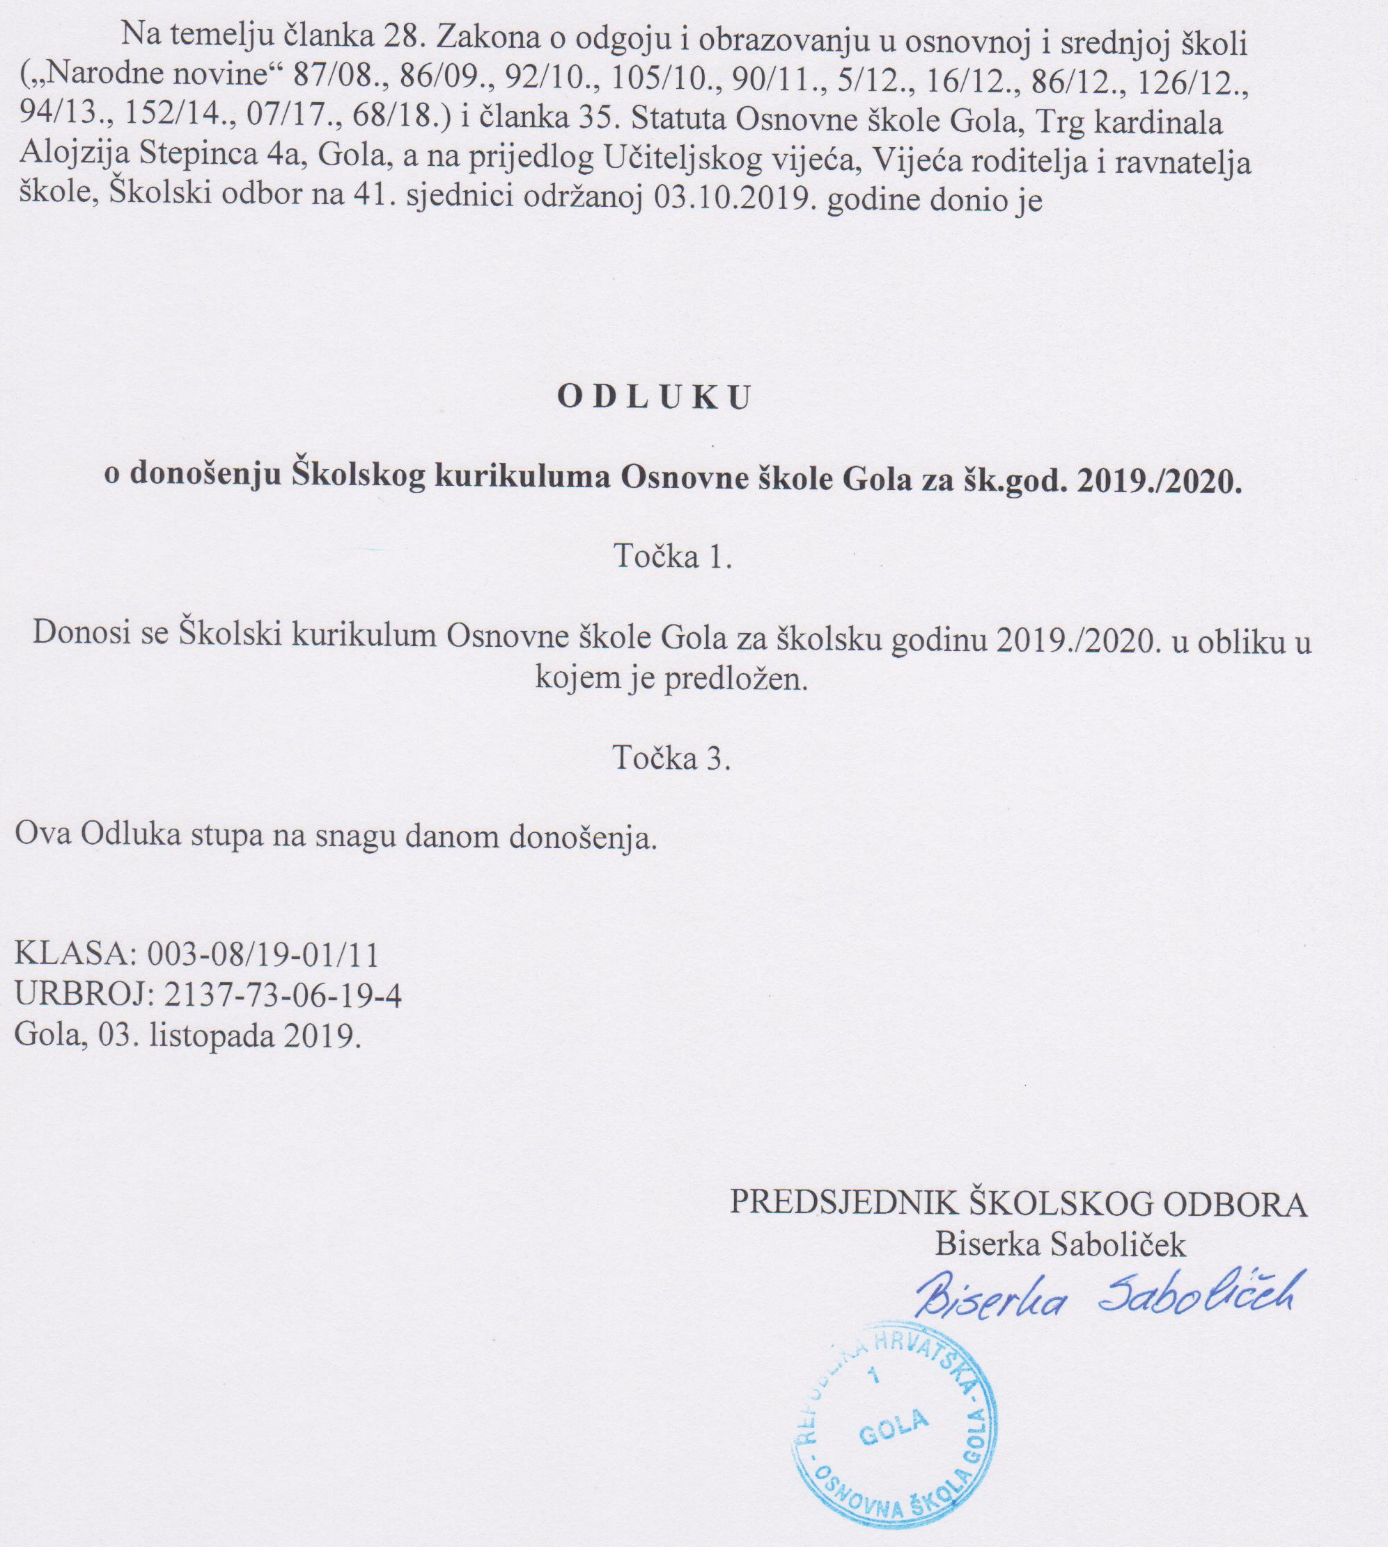 Na temelju članka 28. Zakona o odgoju i obrazovanju u osnovnoj i srednjoj školi
(„Narodne novine“ 87/08., 86/09., 92/10., 105/10., 90/11., 5/12., 16/12., 86/12., 126/12.,
94/13., 152/14., 07/17., 68/18.) i članka 35. Statuta Osnovne škole Gola, Trg kardinala
Alojzija Stepinca 4a, Gola, a na prijedlog Učiteljskog vijeća, Vijeća roditelja i ravnatelja
škole, Školski odbor na 41. sjednici održanoj 03.10.2019. godine donio je
O D L U K U
o donošenju Školskog kurikuluma Osnovne škole Gola za šk.god. 2019./2020.
Točka 1.
Donosi se Školski kurikulum Osnovne škole Gola za školsku godinu 2019./2020. u obliku u
kojem je predložen.
Točka 3.
Ova Odluka stupa na snagu danom donošenja.
KLASA: 003-08/19-01/11
URBROJ: 2137-73-06-19-4
Gola, 03. listopada 2019.
PREDSJEDNIK ŠKOLSKOG ODBORA
Biserka Saboliček
Biserka Saboliček
REPUBLIKA HRVATSKA - OSNOVNA ŠKOLA GOLA -
1
GOLA